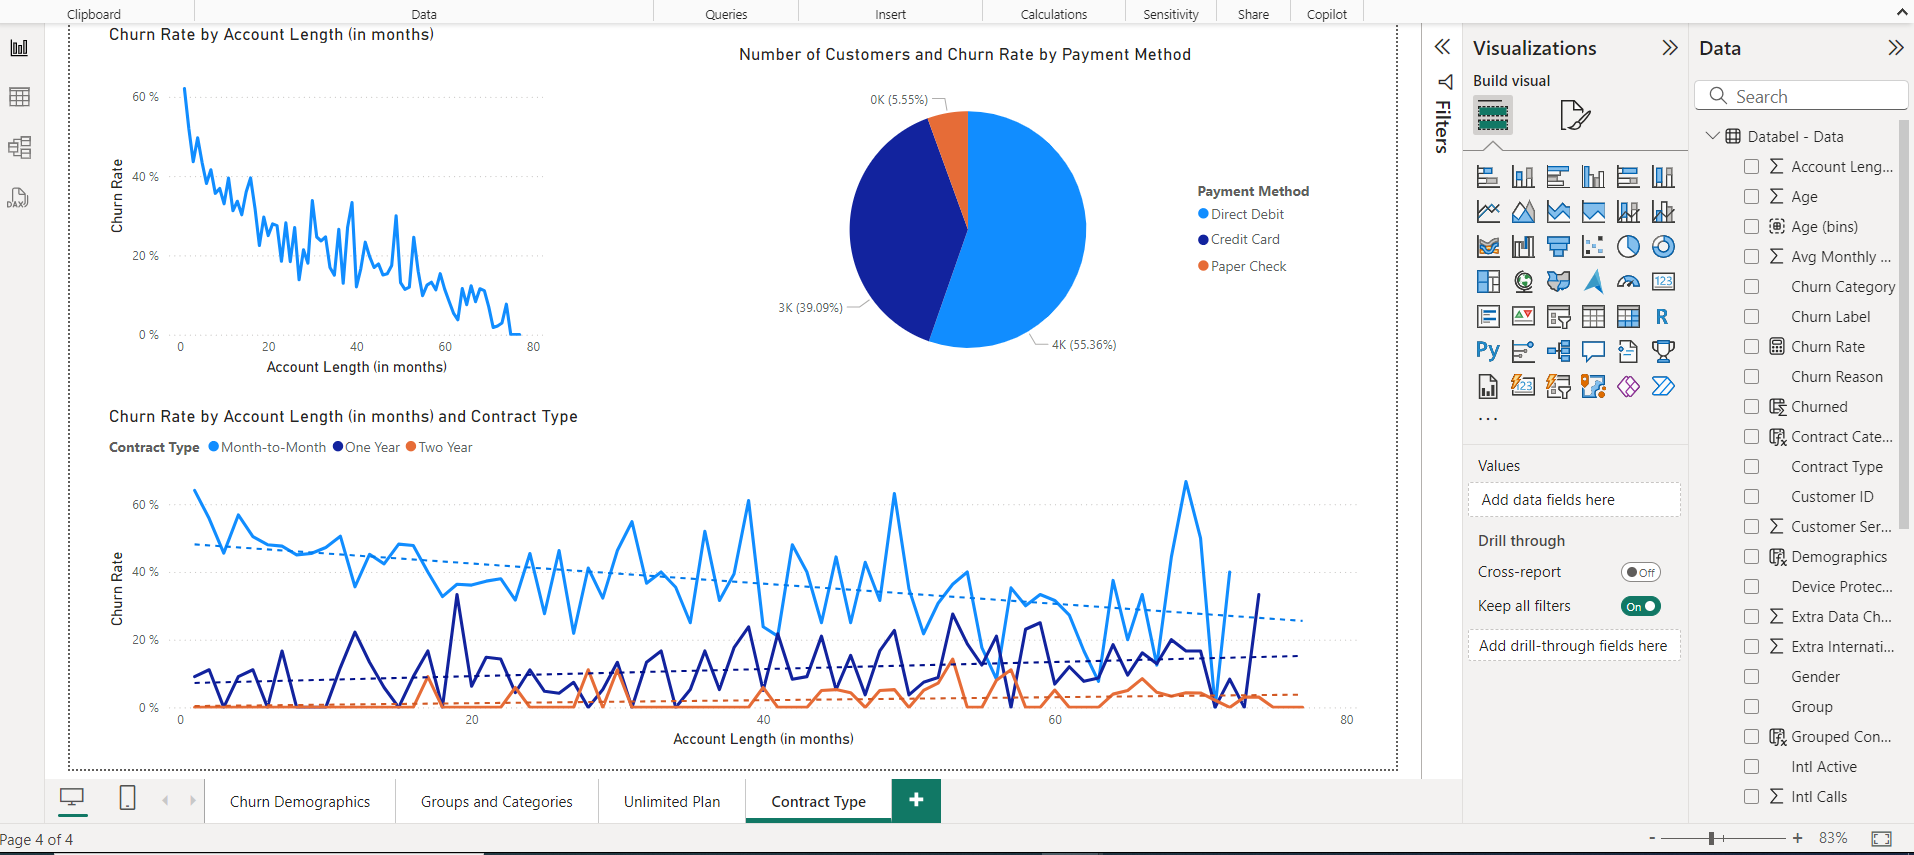 Clipboard
Data
Queries
Insert
Calculations
Sensitivity
Share
Copilot
Churn Rate by Account Length (in months)
60 %
40 %
20 %
0 %
Churn Rate
0
20
40
60
80
Account Length (in months)
Number of Customers and Churn Rate by Payment Method
0K (5.55%)
3K (39.09%)
4K (55.36%)
Payment Method
Direct Debit
Credit Card
Paper Check
Churn Rate by Account Length (in months) and Contract Type
Contract Type Month-to-Month One Year Two Year
60 %
40 %
20 %
0 %
Churn Rate
0
20
40
60
80
Account Length (in months)
Filters
Visualizations
Build visual
123
R
Py
123
...
Values
Add data fields here
Drill through
Cross-report
Off
Keep all filters
On
Add drill-through fields here
Data
Search
Databel - Data
Account Leng...
Age
Age (bins)
Avg Monthly ...
Churn Category
Churn Label
Churn Rate
Churn Reason
Churned
Contract Cate...
Contract Type
Customer ID
Customer Ser...
Demographics
Device Protec...
Extra Data Ch...
Extra Internati...
Gender
Group
Grouped Con...
Intl Active
Intl Calls
DAX
Churn Demographics
Groups and Categories
Unlimited Plan
Contract Type
+
Page 4 of 4
- + 83%